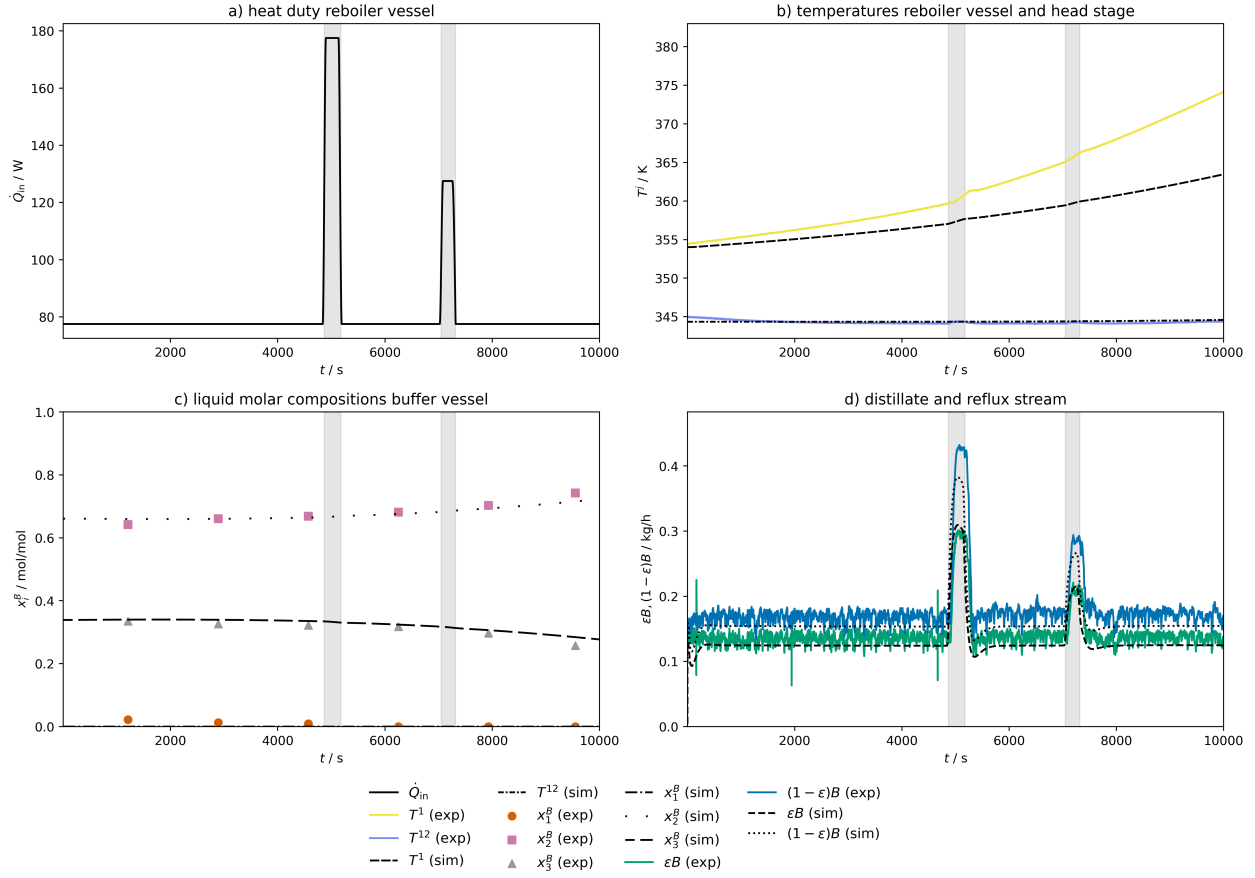 a) heat duty reboiler vessel
180
160
140
120
100
80
Q̇in / W
2000 4000 6000 8000 10000
t / s
b) temperatures reboiler vessel and head stage
380
375
370
365
360
355
350
345
T^j / K
2000 4000 6000 8000 10000
t / s
c) liquid molar compositions buffer vessel
1.0
0.8
0.6
0.4
0.2
0.0
x_i^B / mol/mol
2000 4000 6000 8000 10000
t / s
d) distillate and reflux stream
0.4
0.3
0.2
0.1
0.0
εB, (1 − ε)B / kg/h
2000 4000 6000 8000 10000
t / s
Q̇in
T^1 (exp)
T^12 (exp)
T^1 (sim)
T^12 (sim)
x_1^B (exp)
x_2^B (exp)
x_3^B (exp)
x_1^B (sim)
x_2^B (sim)
x_3^B (sim)
εB (exp)
(1 − ε)B (exp)
εB (sim)
(1 − ε)B (sim)